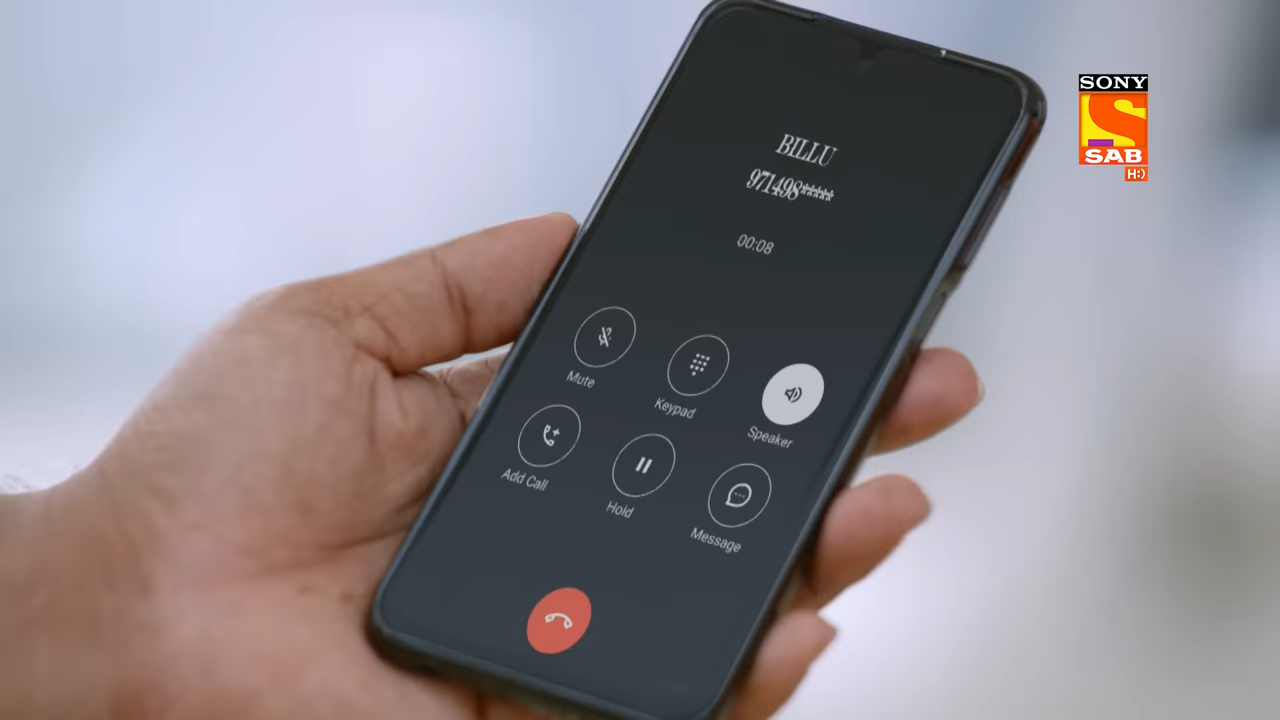 SONY
SAB
H:)
BILLU
971498*****
00:08
Mute
Keypad
Speaker
Add Call
Hold
Message